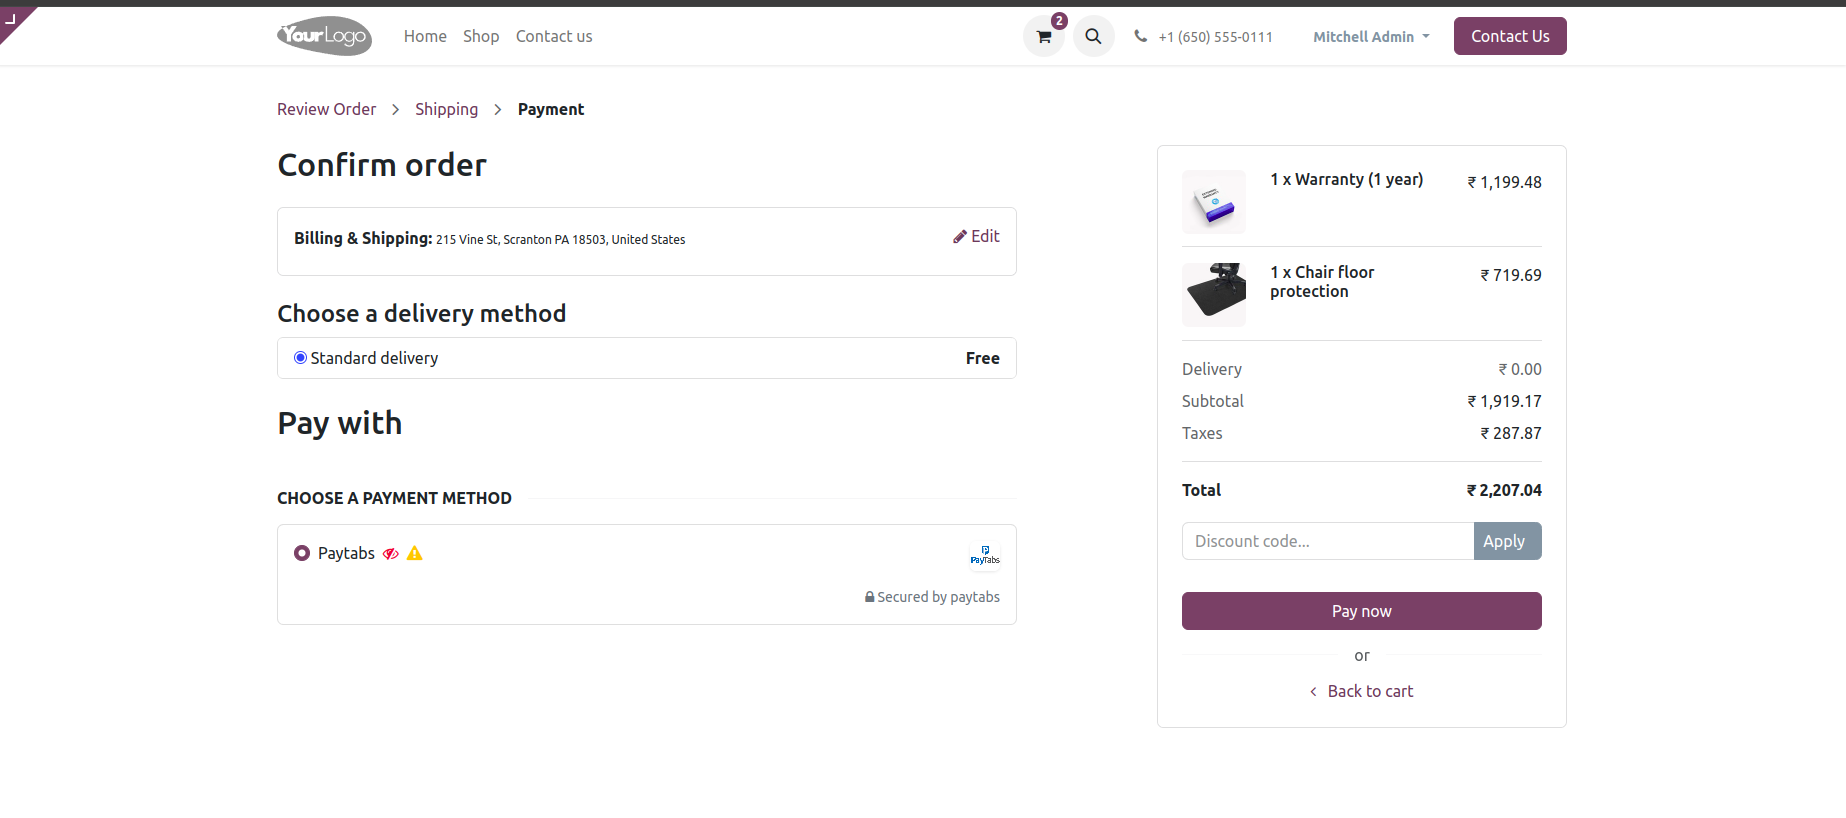 YourLogo
Home Shop Contact us
2
+1 (650) 555-0111
Mitchell Admin
Contact Us
Review Order > Shipping > Payment
Confirm order
Billing & Shipping: 215 Vine St, Scranton PA 18503, United States
Edit
Choose a delivery method
Standard delivery Free
Pay with
CHOOSE A PAYMENT METHOD
Paytabs
PayTabs
Secured by paytabs
1 x Warranty (1 year) ₹ 1,199.48
1 x Chair floor ₹ 719.69
protection
Delivery ₹ 0.00
Subtotal ₹ 1,919.17
Taxes ₹ 287.87
Total ₹ 2,207.04
Discount code... Apply
Pay now
or
< Back to cart